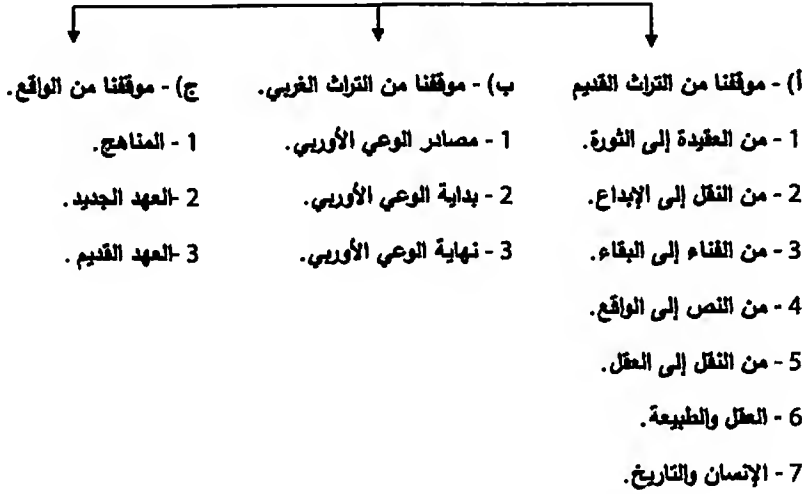 أ) - موقفنا من التراث القديم
1 - من العقيدة إلى الثورة.
2 - من النقل إلى الإبداع.
3 - من الفناء إلى البقاء.
4 - من النص إلى الواقع.
5 - من النقل إلى العقل.
6 - العقل والطبيعة.
7 - الإنسان والتاريخ.
ب) - موقفنا من التراث الغربي.
1 - مصادر الوعي الأوربي.
2 - بداية الوعي الأوربي.
3 - نهاية الوعي الأوربي.
ج) - موقفنا من الواقع.
1 - المناهج.
2 -العهد الجديد.
3 -العهد القديم.